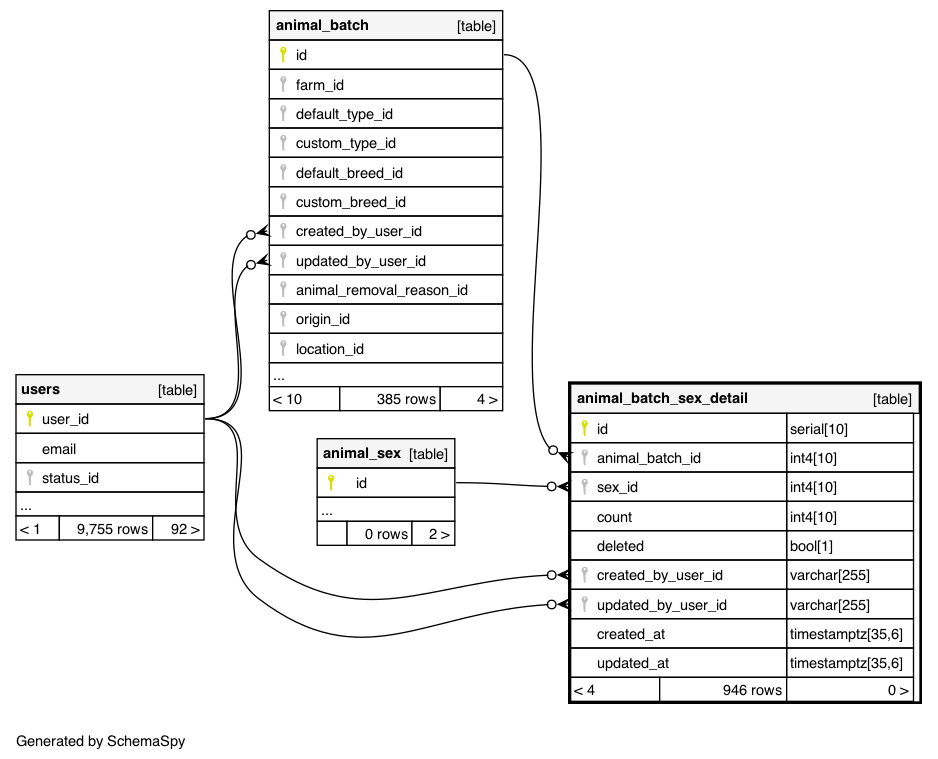 animal_batch [table]
id
farm_id
default_type_id
custom_type_id
default_breed_id
custom_breed_id
created_by_user_id
updated_by_user_id
animal_removal_reason_id
origin_id
location_id
...
< 10 385 rows 4 >
users [table]
user_id
email
status_id
...
< 1 9,755 rows 92 >
animal_sex [table]
id
...
0 rows 2 >
animal_batch_sex_detail [table]
id serial[10]
animal_batch_id int4[10]
sex_id int4[10]
count int4[10]
deleted bool[1]
created_by_user_id varchar[255]
updated_by_user_id varchar[255]
created_at timestamptz[35,6]
updated_at timestamptz[35,6]
< 4 946 rows 0 >
Generated by SchemaSpy